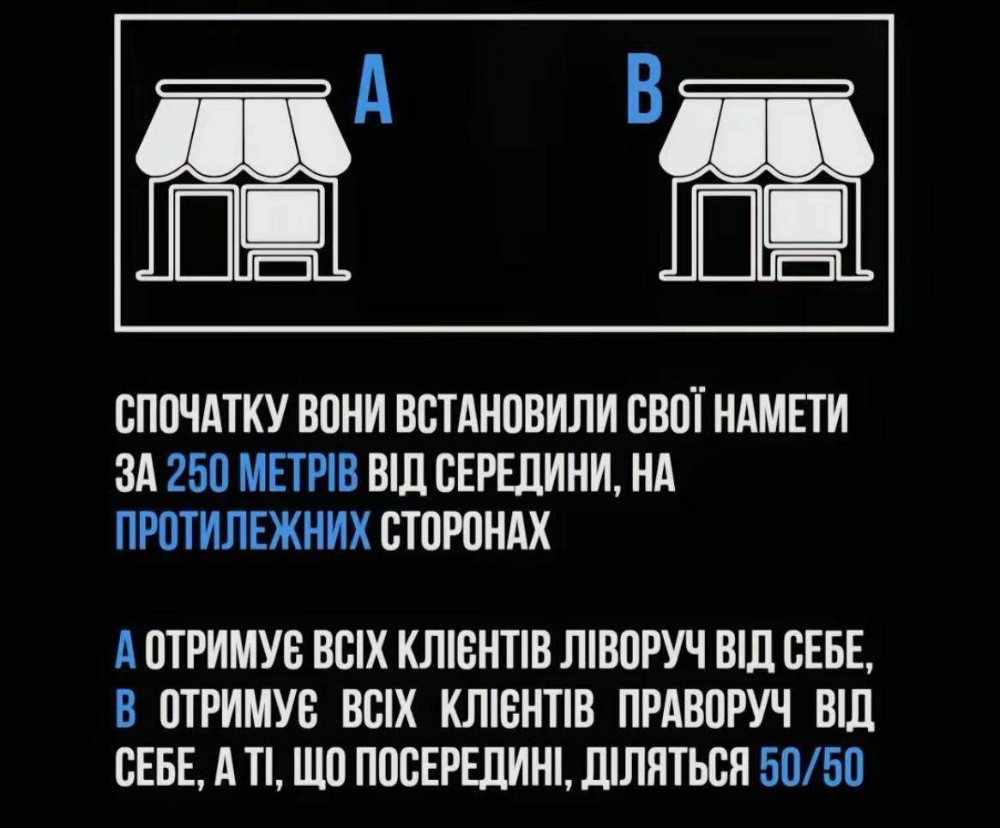 А
В
СПОЧАТКУ ВОНИ ВСТАНОВИЛИ СВОЇ НАМЕТИ
ЗА 250 МЕТРІВ ВІД СЕРЕДИНИ, НА
ПРОТИЛЕЖНИХ СТОРОНАХ
А ОТРИМУЄ ВСІХ КЛІЄНТІВ ЛІВОРУЧ ВІД СЕБЕ,
В ОТРИМУЄ ВСІХ КЛІЄНТІВ ПРАВОРУЧ ВІД
СЕБЕ, А ТІ, ЩО ПОСЕРЕДИНІ, ДІЛЯТЬСЯ 50/50